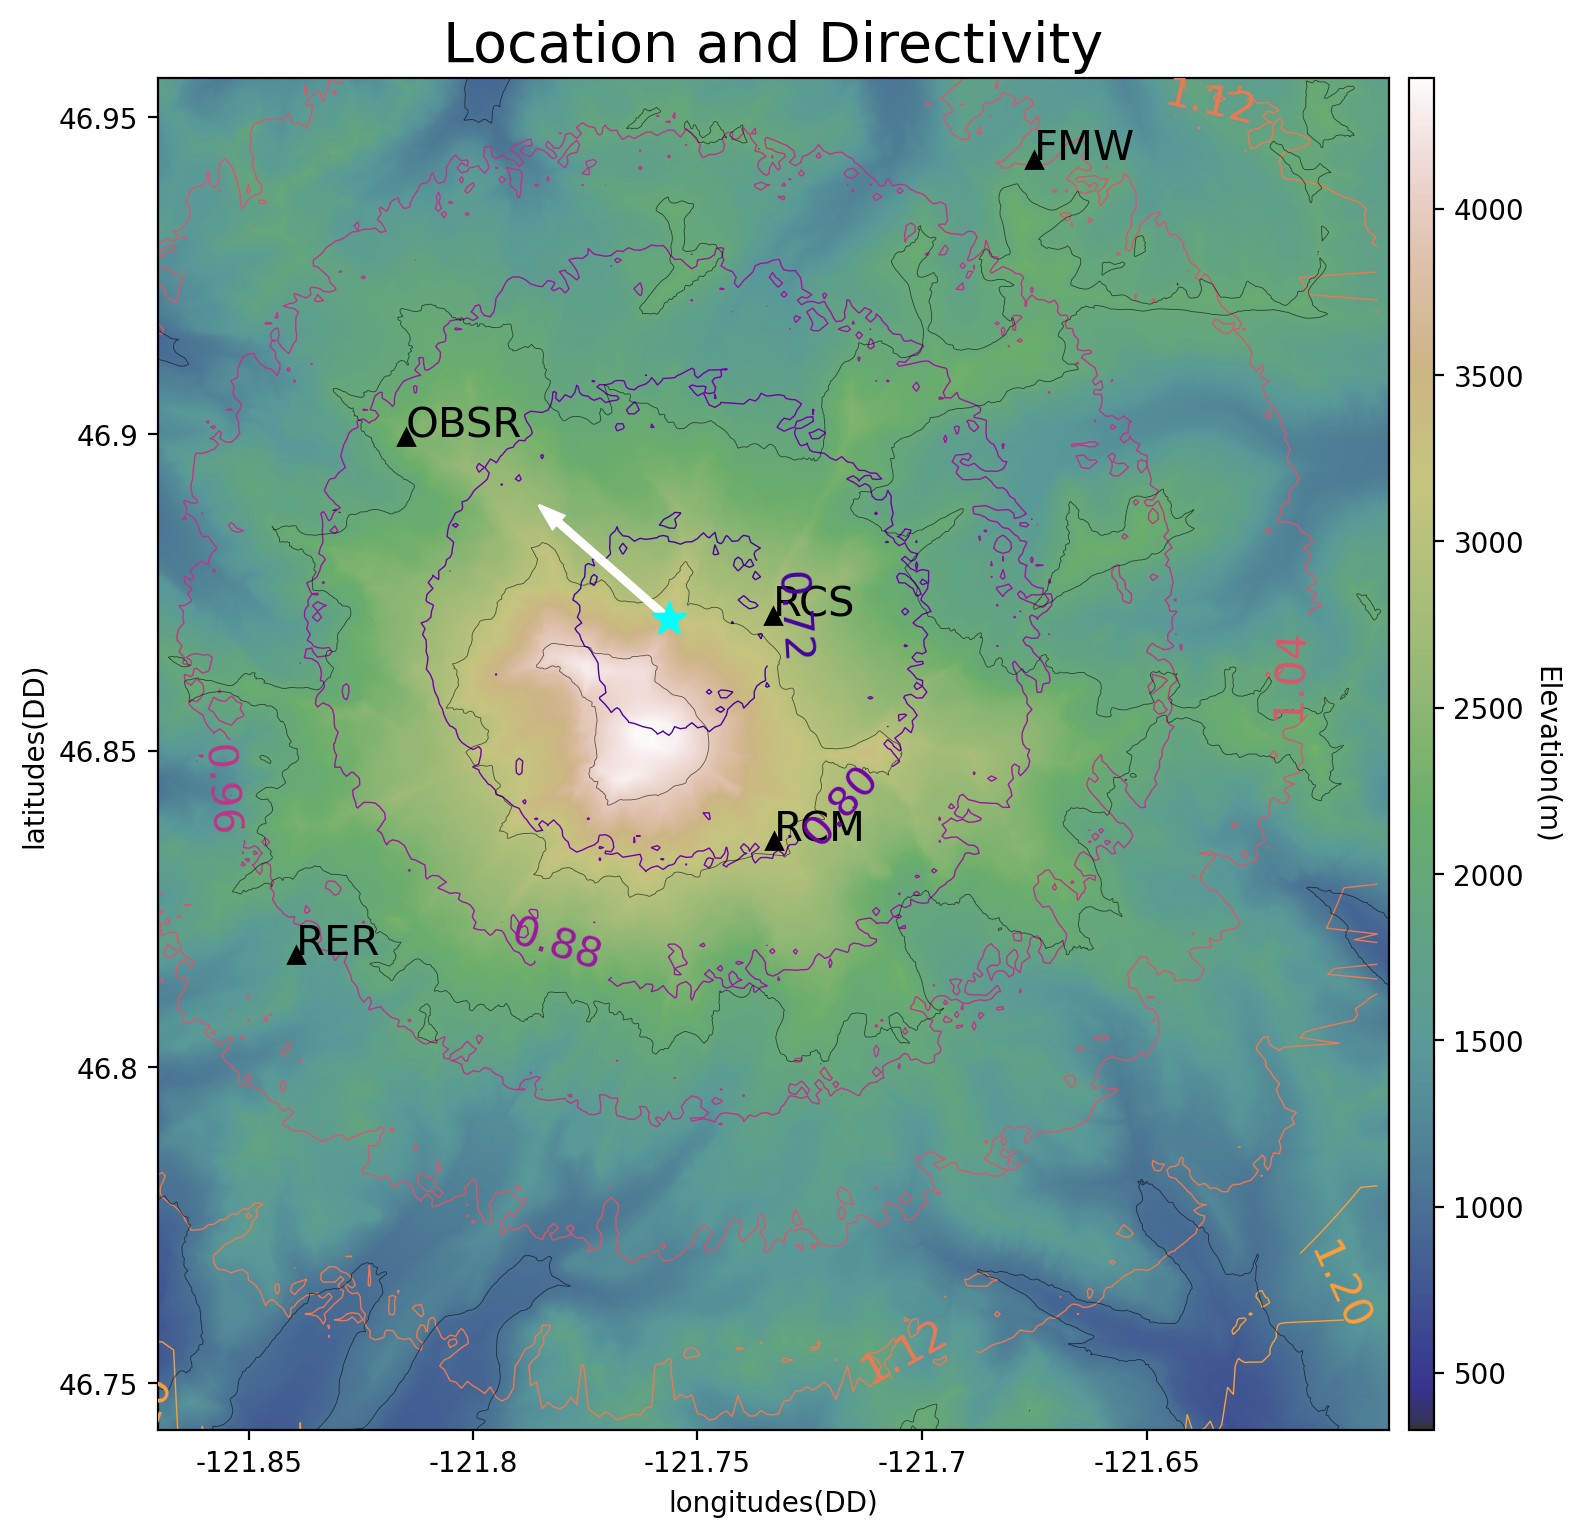 Location and Directivity
46.95
46.9
46.85
46.8
46.75
latitudes(DD)
-121.85
-121.8
-121.75
-121.7
-121.65
longitudes(DD)
1.12
FMW
OBSR
RCS
0.72
1.04
0.96
RCM
0.80
RER
0.88
1.20
1.12
4000
3500
3000
2500
2000
1500
1000
500
Elevation(m)